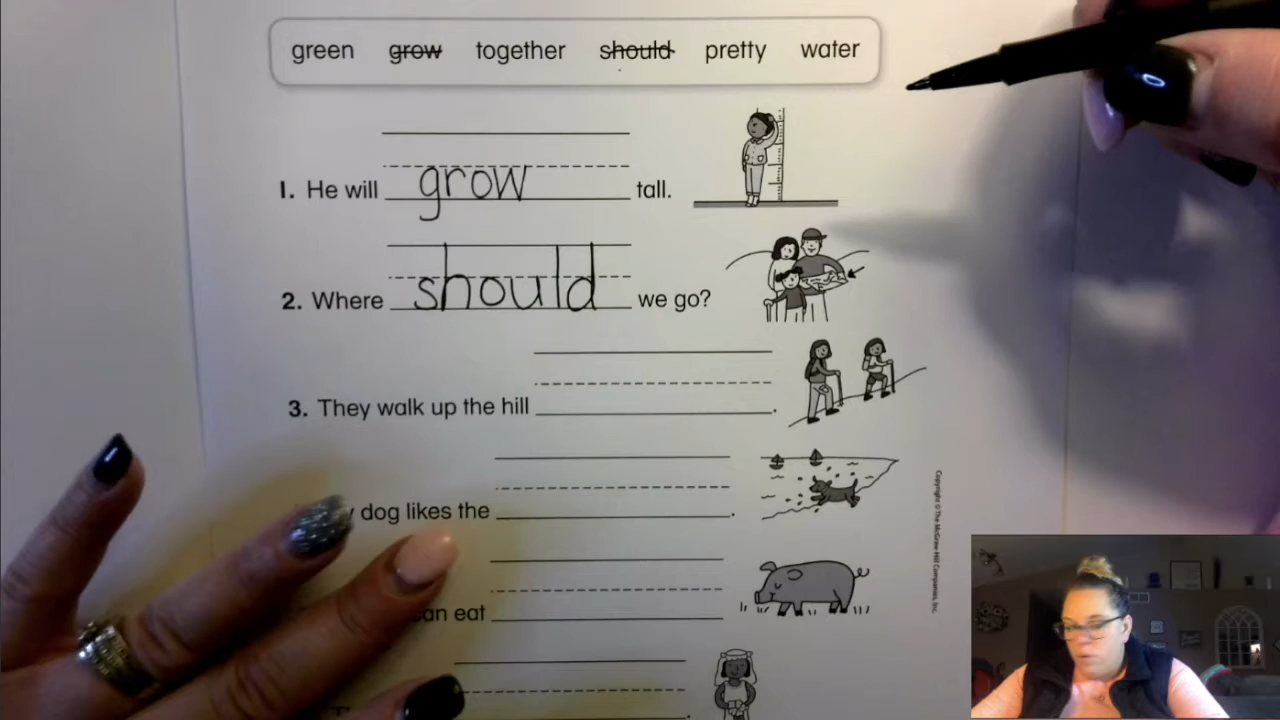 green grow together should pretty water
1. He will grow tall.
2. Where should we go?
3. They walk up the hill .
dog likes the .
can eat
Copyright © The McGraw-Hill Companies, Inc.